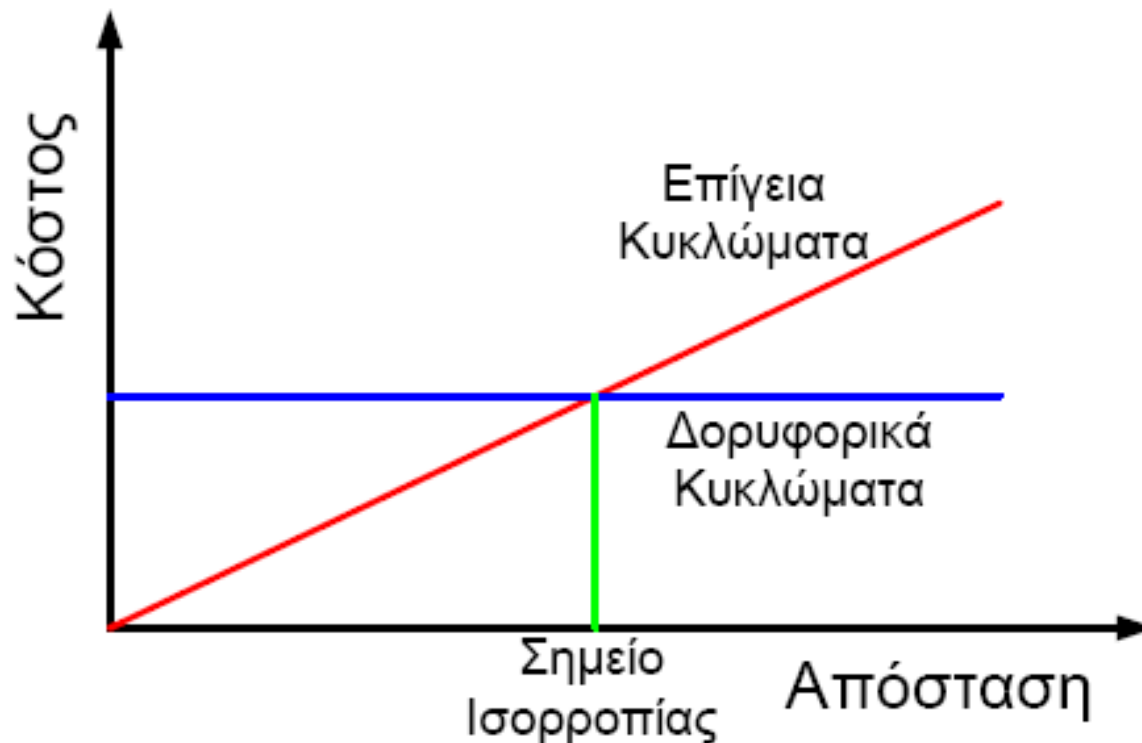 Κόστος
Επίγεια
Κυκλώματα
Δορυφορικά
Κυκλώματα
Σημείο
Ισορροπίας
Απόσταση